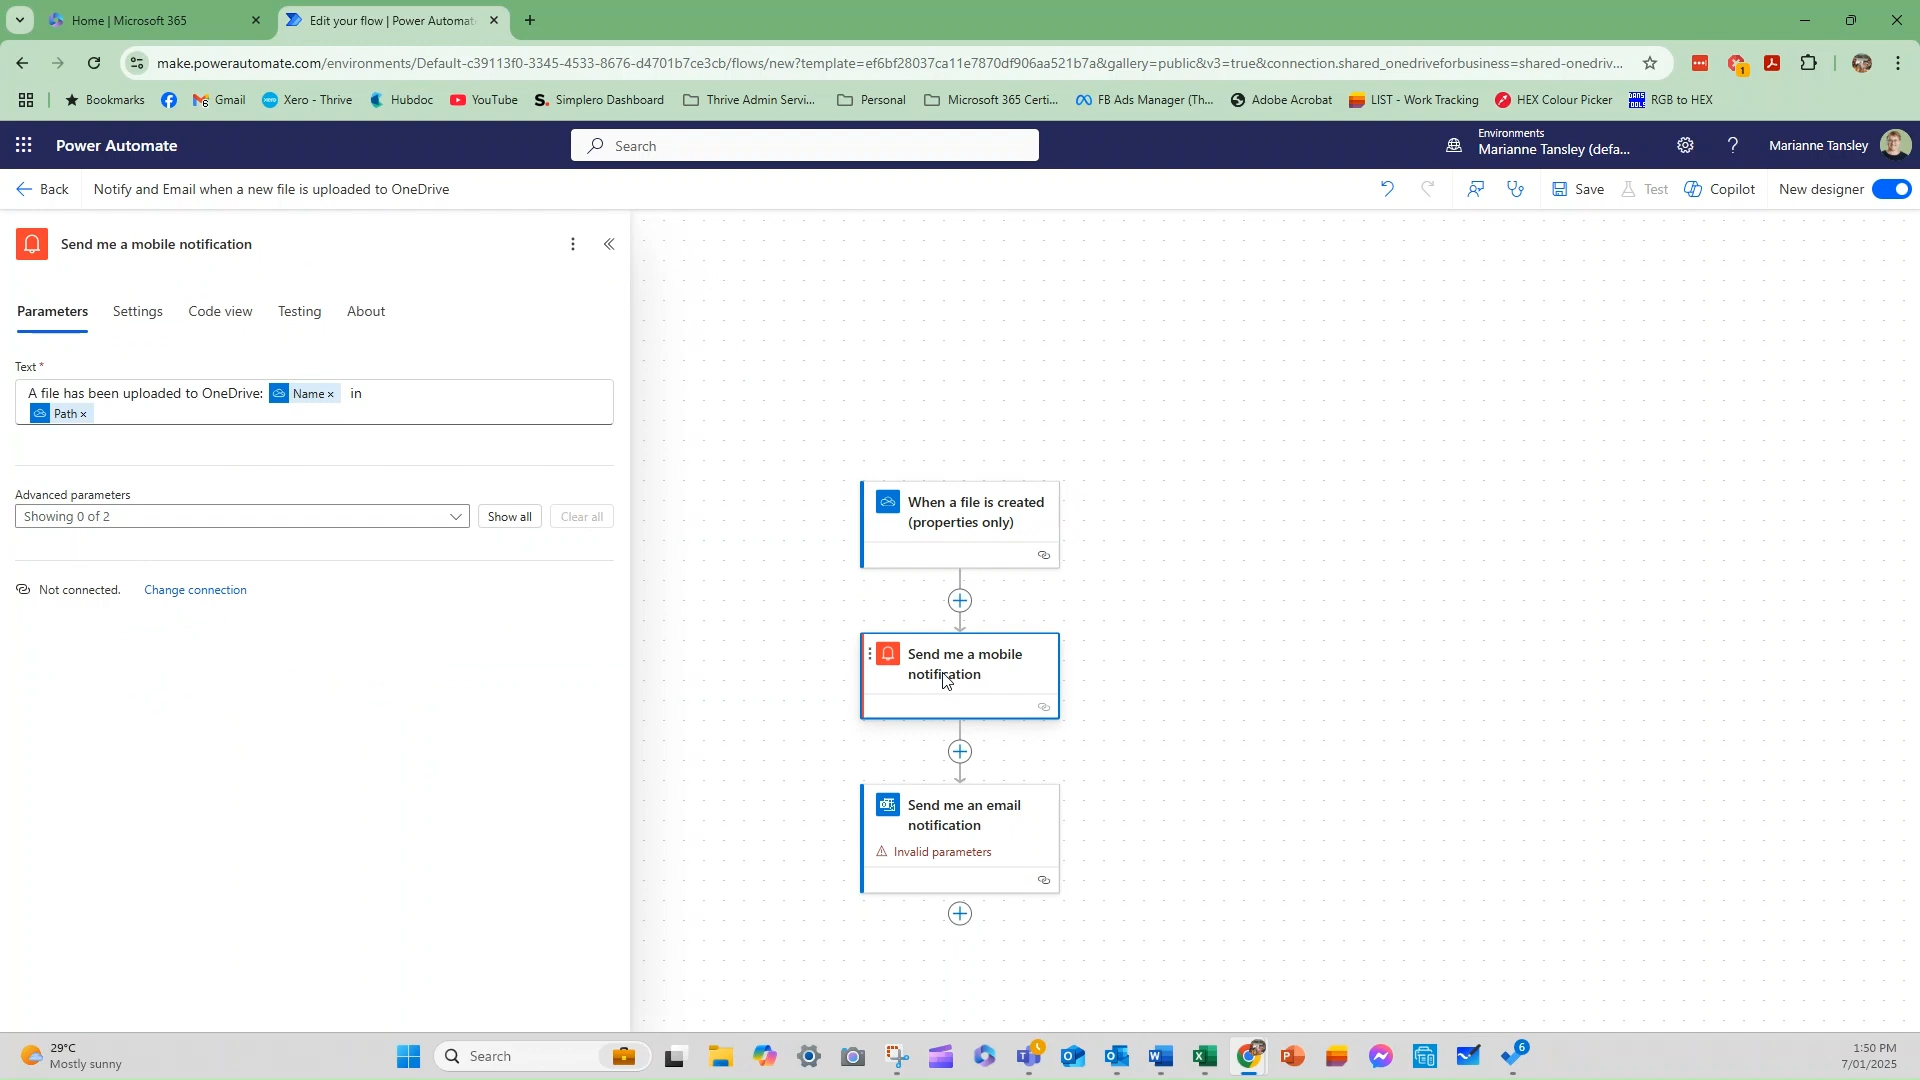 Home | Microsoft 365
Edit your flow | Power Automate
make.powerautomate.com/environments/Default-c39113f0-3345-4533-8676-d4701b7ce3cb/flows/new?template=ef6bf28037ca11e7870df906aa521b7a&gallery=public&v3=true&connection.shared_onedriveforbusiness=shared-onedriv...
1
Bookmarks
Gmail
Xero - Thrive
Hubdoc
YouTube
Simplero Dashboard
Thrive Admin Servi...
Personal
Microsoft 365 Certi...
FB Ads Manager (Th...
Adobe Acrobat
LIST - Work Tracking
HEX Colour Picker
RGB to HEX
Power Automate
Search
Environments
Marianne Tansley (defa...
Marianne Tansley
Back
Notify and Email when a new file is uploaded to OneDrive
Save
Test
Copilot
New designer
Send me a mobile notification
Parameters
Settings
Code view
Testing
About
Text *
A file has been uploaded to OneDrive: Name × in
Path ×
Advanced parameters
Showing 0 of 2
Show all
Clear all
Not connected.
Change connection
When a file is created
(properties only)
Send me a mobile
notification
Send me an email
notification
Invalid parameters
29°C
Mostly sunny
Search
6
1:50 PM
7/01/2025